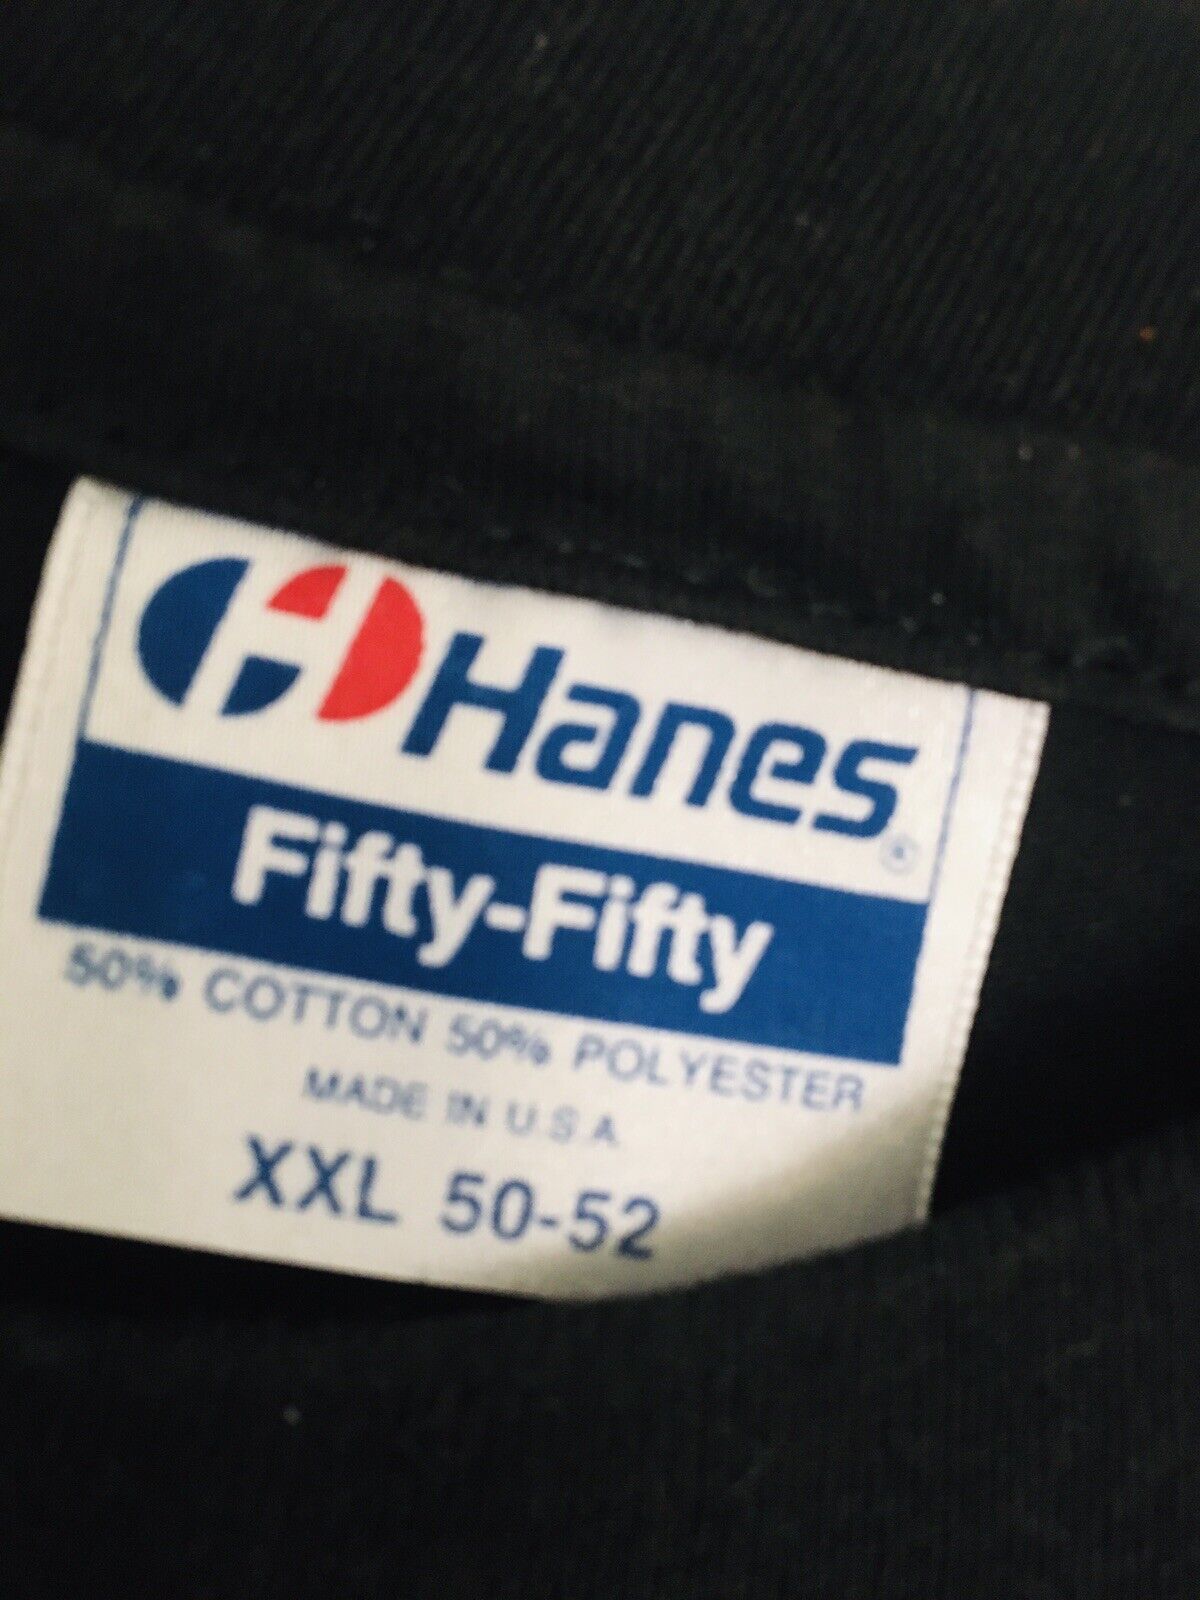 Hanes®
Fifty-Fifty
50% COTTON 50% POLYESTER
MADE IN U.S.A.
XXL 50-52